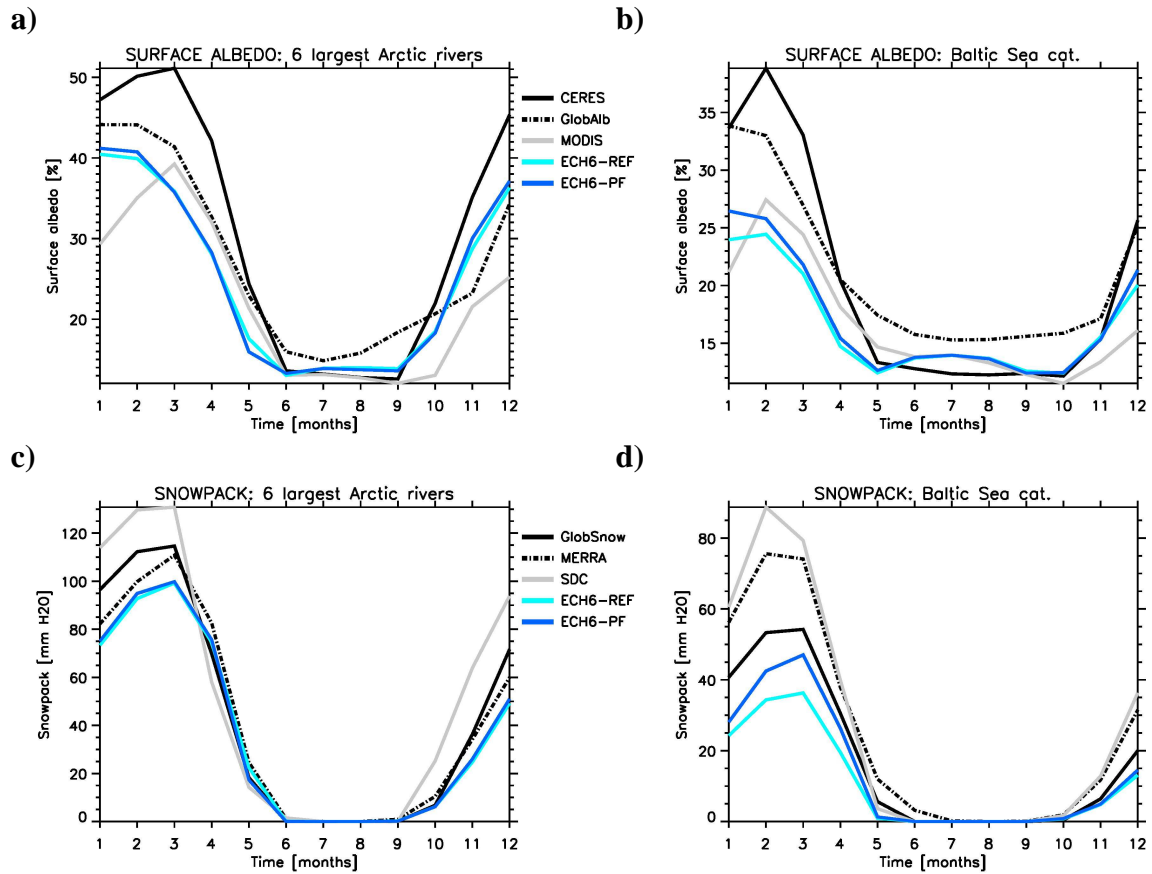 a)
SURFACE ALBEDO: 6 largest Arctic rivers
50
40
30
20
Surface albedo [%]
1 2 3 4 5 6 7 8 9 10 11 12
Time [months]
CERES
GlobAlb
MODIS
ECH6-REF
ECH6-PF
b)
SURFACE ALBEDO: Baltic Sea cat.
35
30
25
20
15
Surface albedo [%]
1 2 3 4 5 6 7 8 9 10 11 12
Time [months]
c)
SNOWPACK: 6 largest Arctic rivers
120
100
80
60
40
20
0
Snowpack [mm H2O]
1 2 3 4 5 6 7 8 9 10 11 12
Time [months]
GlobSnow
MERRA
SDC
ECH6-REF
ECH6-PF
d)
SNOWPACK: Baltic Sea cat.
80
60
40
20
0
Snowpack [mm H2O]
1 2 3 4 5 6 7 8 9 10 11 12
Time [months]